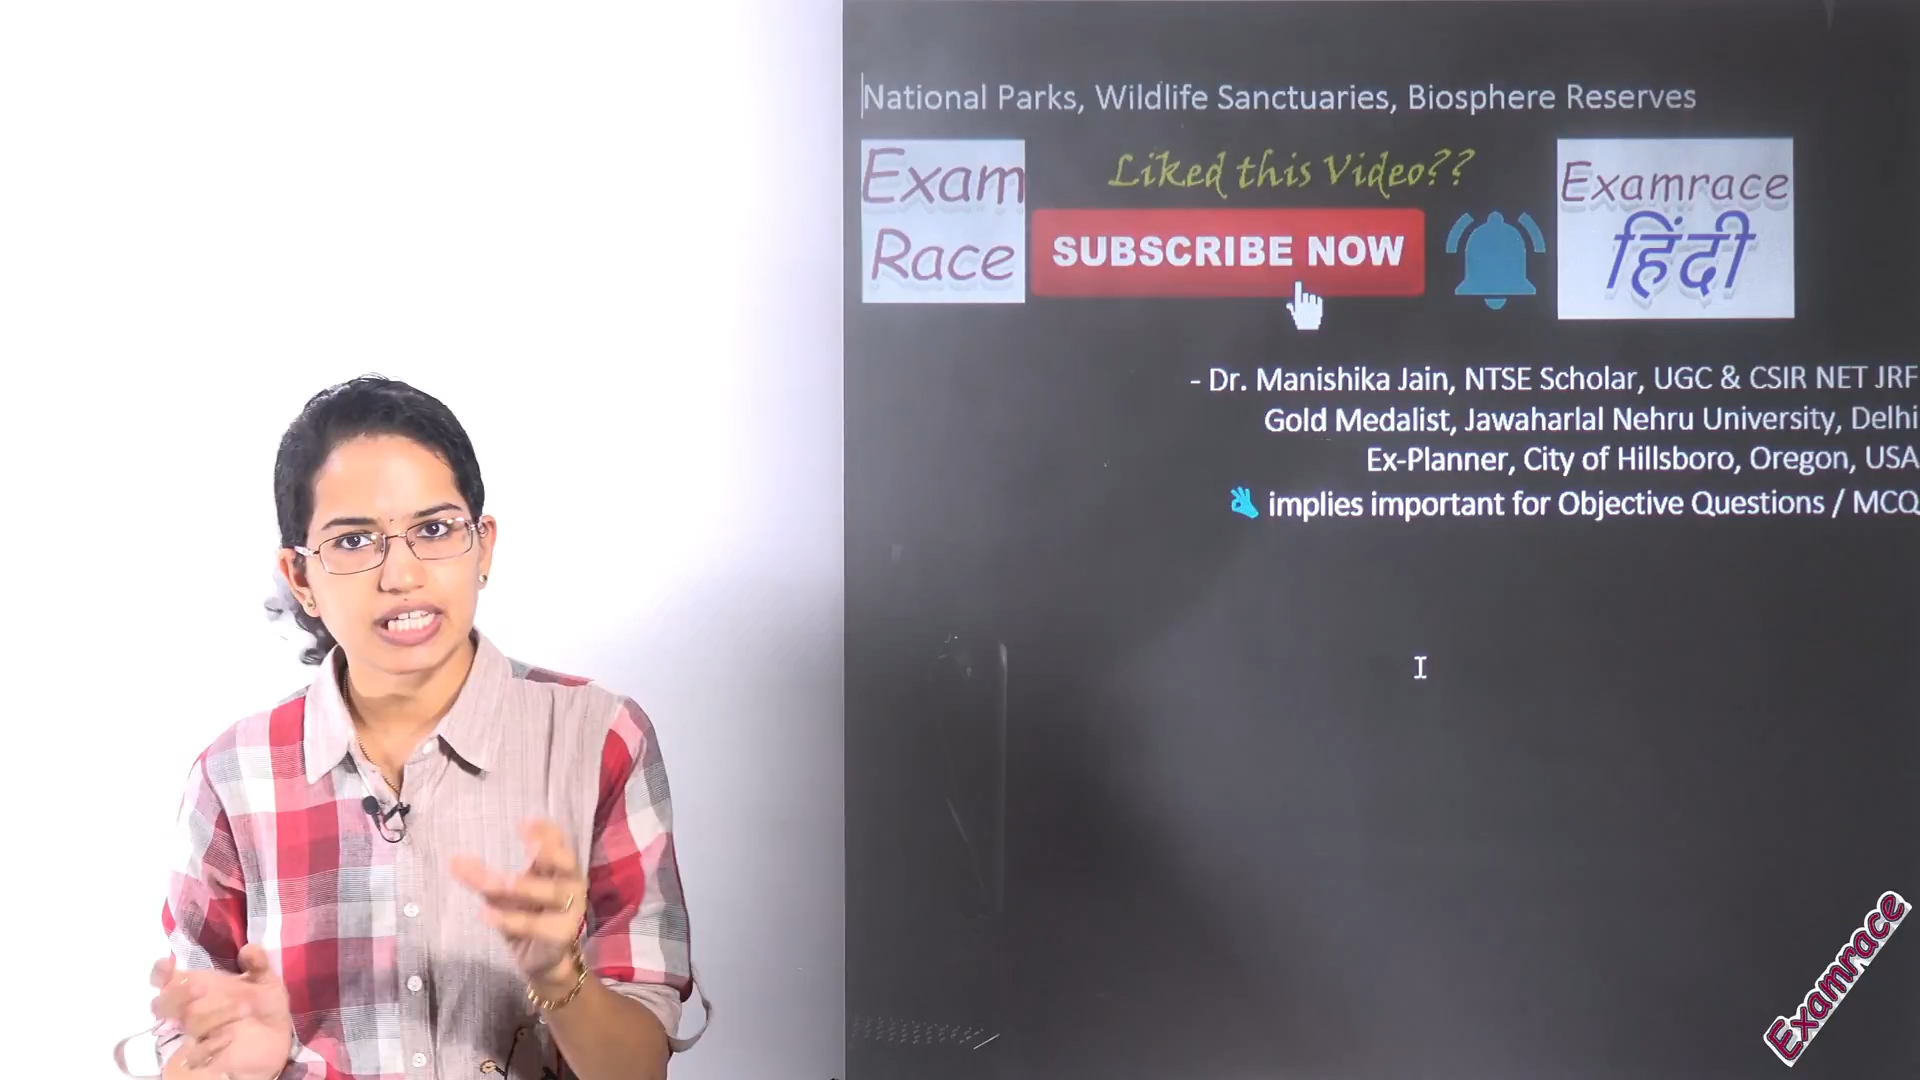 National Parks, Wildlife Sanctuaries, Biosphere Reserves
Exam
Race
Liked this Video??
SUBSCRIBE NOW
Examrace
हिंदी
- Dr. Manishika Jain, NTSE Scholar, UGC & CSIR NET JRF
Gold Medalist, Jawaharlal Nehru University, Delhi
Ex-Planner, City of Hillsboro, Oregon, USA
implies important for Objective Questions / MCQ
Examrace